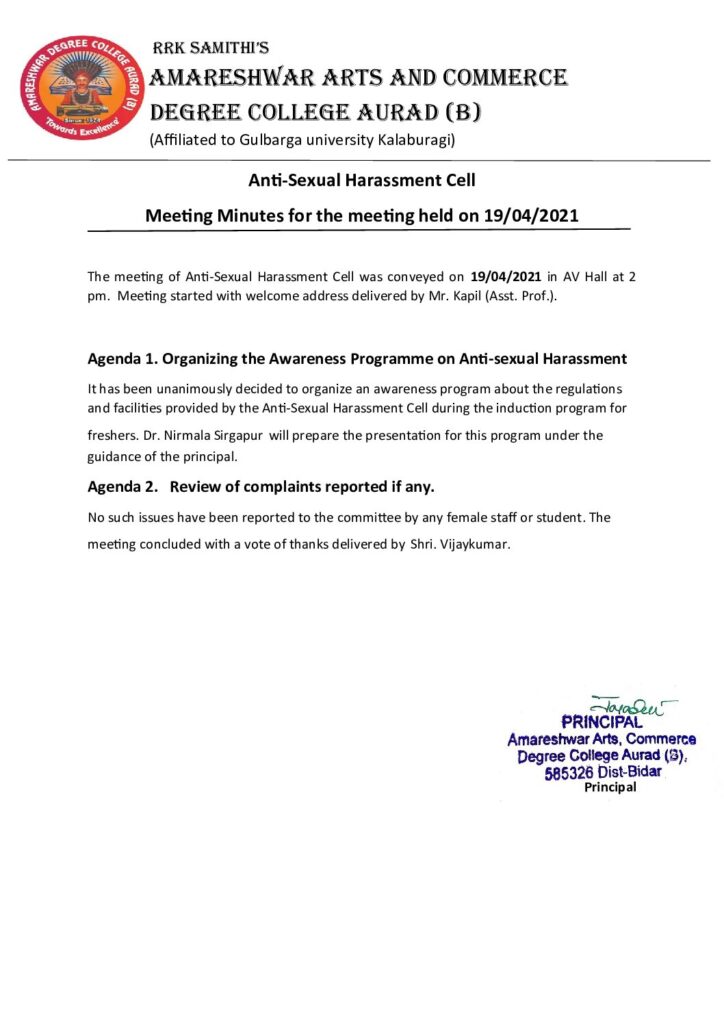 AMARESHWAR DEGREE COLLEGE AURAD (B)
Since: 1924
'Towards Excellence'
RRK SAMITHI'S
AMARESHWAR ARTS AND COMMERCE
DEGREE COLLEGE AURAD (B)
(Affiliated to Gulbarga university Kalaburagi)
Anti-Sexual Harassment Cell
Meeting Minutes for the meeting held on 19/04/2021
The meeting of Anti-Sexual Harassment Cell was conveyed on 19/04/2021 in AV Hall at 2
pm. Meeting started with welcome address delivered by Mr. Kapil (Asst. Prof.).
Agenda 1. Organizing the Awareness Programme on Anti-sexual Harassment
It has been unanimously decided to organize an awareness program about the regulations
and facilities provided by the Anti-Sexual Harassment Cell during the induction program for
freshers. Dr. Nirmala Sirgapur will prepare the presentation for this program under the
guidance of the principal.
Agenda 2. Review of complaints reported if any.
No such issues have been reported to the committee by any female staff or student. The
meeting concluded with a vote of thanks delivered by Shri. Vijaykumar.
PRINCIPAL
Amareshwar Arts, Commerce
Degree College Aurad (B).
585326 Dist-Bidar
Principal